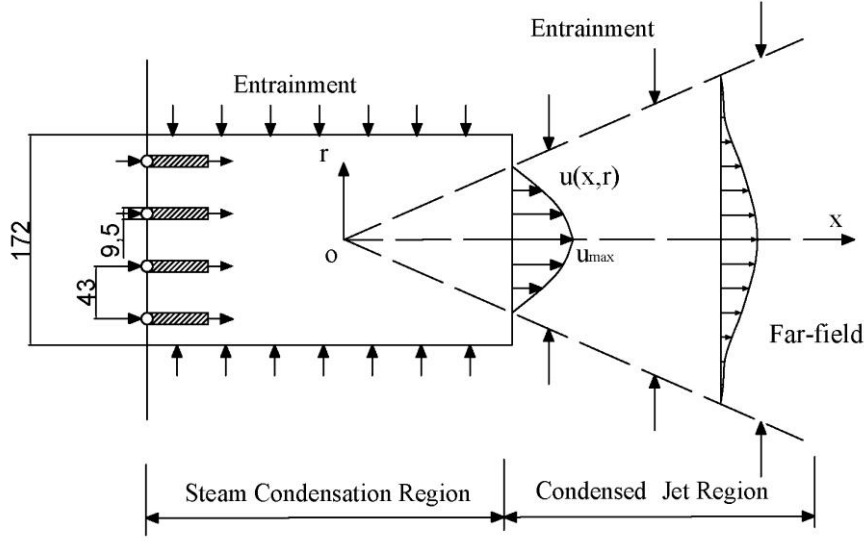 Entrainment
Entrainment
r
u(x,r)
172
9,5
o
x
umax
43
Far-field
Steam Condensation Region
Condensed Jet Region